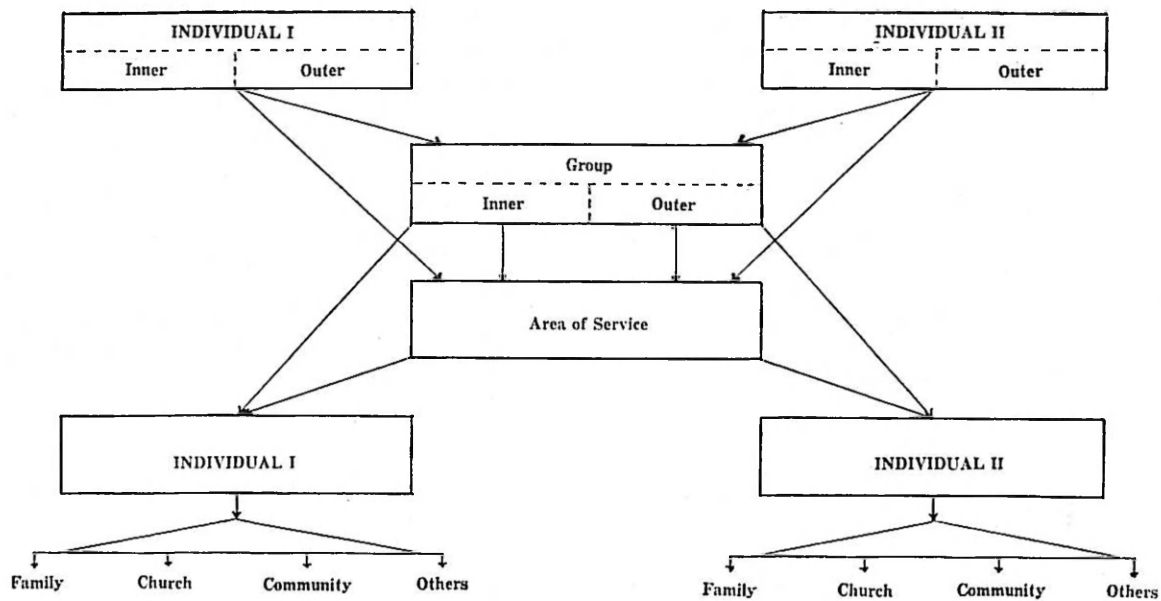 INDIVIDUAL I
Inner Outer
INDIVIDUAL II
Inner Outer
Group
Inner Outer
Area of Service
INDIVIDUAL I
INDIVIDUAL II
Family Church Community Others
Family Church Community Others